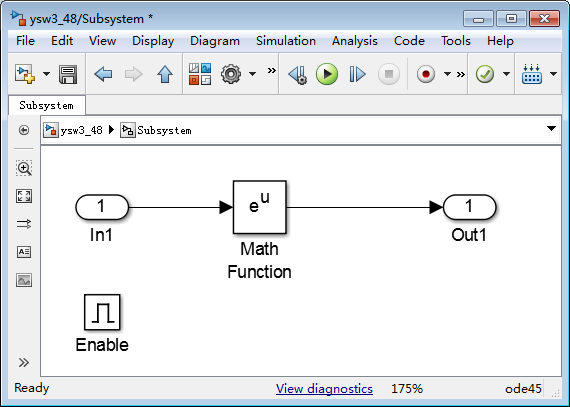 ysw3_48/Subsystem *
File Edit View Display Diagram Simulation Analysis Code Tools Help
Subsystem
ysw3_48 Subsystem
1 e^u 1
In1 Math Function Out1
Enable
Ready View diagnostics 175% ode45